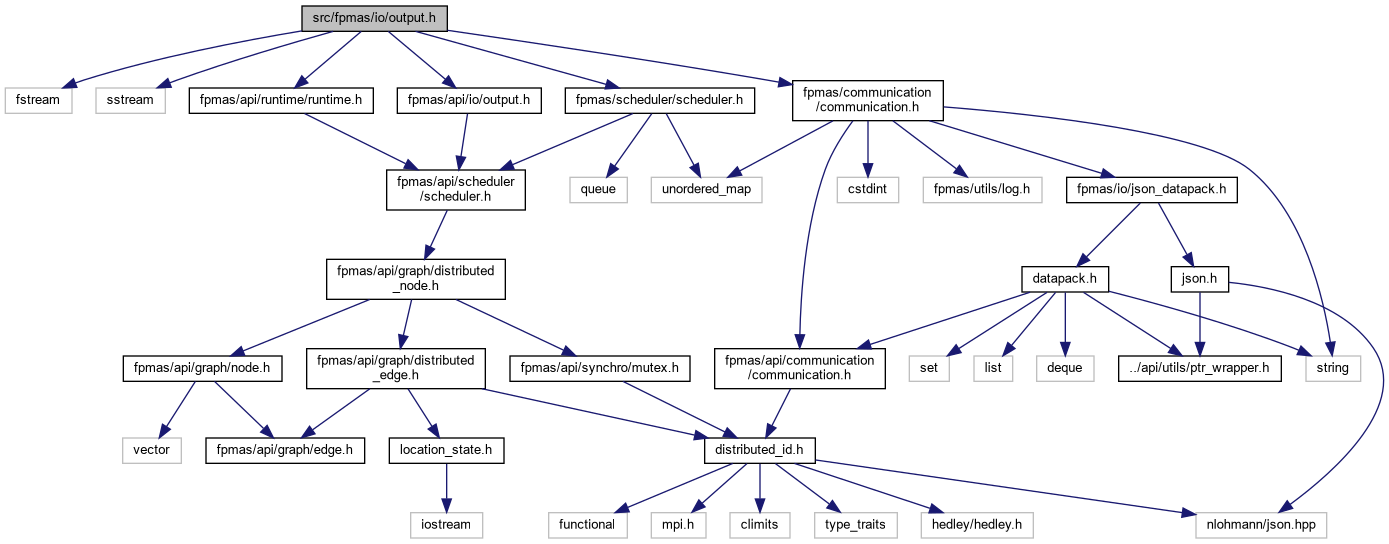 src/fpmas/io/output.h
fstream
sstream
fpmas/api/runtime/runtime.h
fpmas/api/io/output.h
fpmas/scheduler/scheduler.h
fpmas/communication
/communication.h
fpmas/api/scheduler
/scheduler.h
queue
unordered_map
cstdint
fpmas/utils/log.h
fpmas/io/json_datapack.h
fpmas/api/graph/distributed
_node.h
datapack.h
json.h
fpmas/api/graph/node.h
fpmas/api/graph/distributed
_edge.h
fpmas/api/synchro/mutex.h
fpmas/api/communication
/communication.h
set
list
deque
../api/utils/ptr_wrapper.h
string
vector
fpmas/api/graph/edge.h
location_state.h
distributed_id.h
iostream
functional
mpi.h
climits
type_traits
hedley/hedley.h
nlohmann/json.hpp